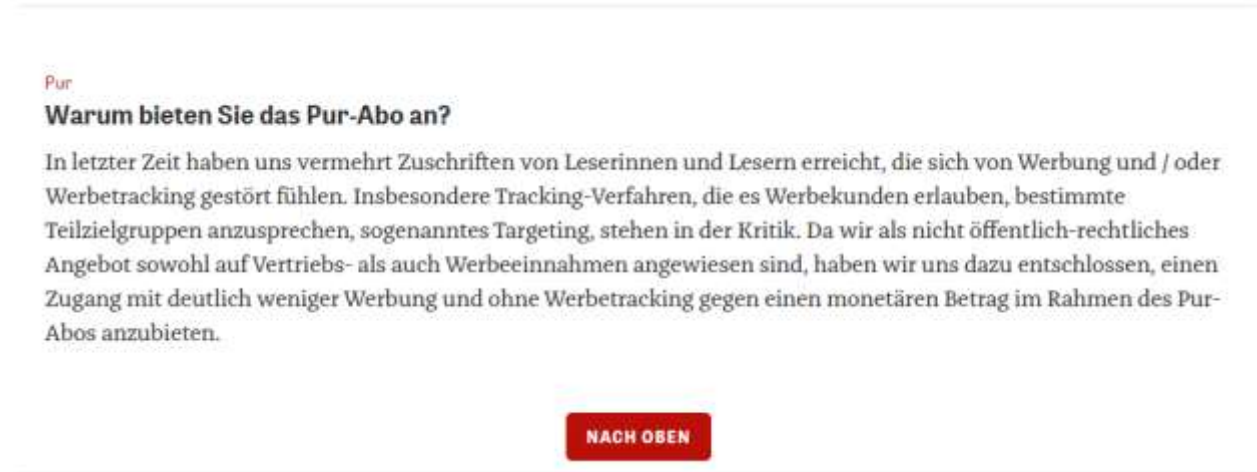 Pur
Warum bieten Sie das Pur-Abo an?
In letzter Zeit haben uns vermehrt Zuschriften von Leserinnen und Lesern erreicht, die sich von Werbung und / oder
Werbetracking gestört fühlen. Insbesondere Tracking-Verfahren, die es Werbekunden erlauben, bestimmte
Teilzielgruppen anzusprechen, sogenanntes Targeting, stehen in der Kritik. Da wir als nicht öffentlich-rechtliches
Angebot sowohl auf Vertriebs- als auch Werbeeinnahmen angewiesen sind, haben wir uns dazu entschlossen, einen
Zugang mit deutlich weniger Werbung und ohne Werbetracking gegen einen monetären Betrag im Rahmen des Pur-
Abos anzubieten.
NACH OBEN